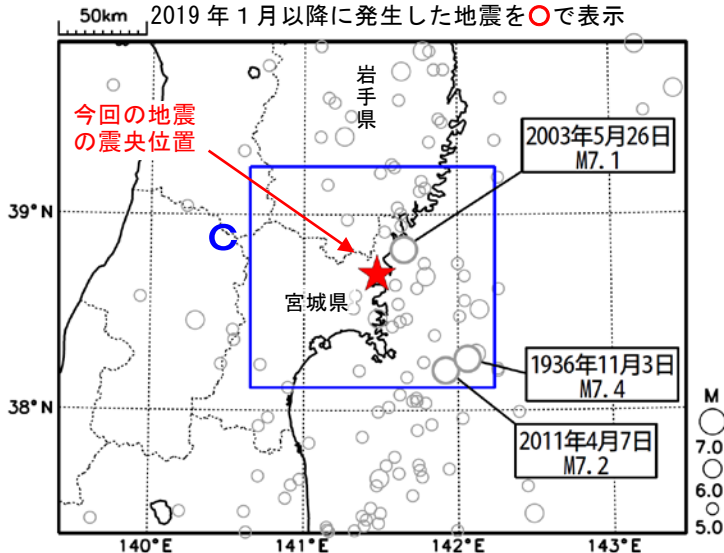 50km
2019年1月以降に発生した地震を○で表示
岩手県
今回の地震
の震央位置
2003年5月26日
M7.1
39°N
C
宮城県
1936年11月3日
M7.4
38°N
2011年4月7日
M7.2
M
7.0
6.0
5.0
140°E
141°E
142°E
143°E